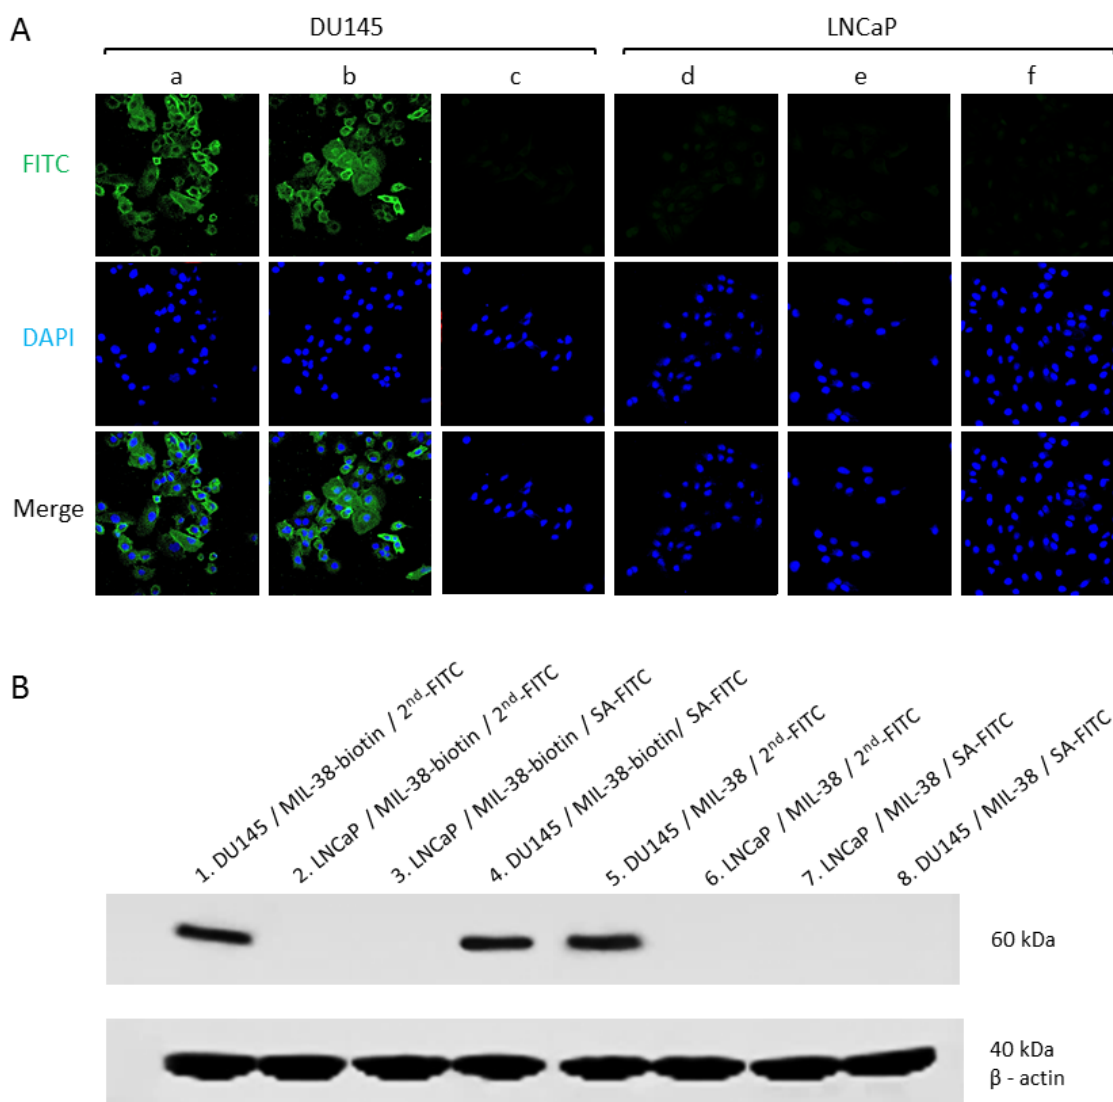 A
DU145
LNCaP
a b c d e f
FITC
DAPI
Merge
B
1. DU145 / MIL-38-biotin / 2nd-FITC
2. LNCaP / MIL-38-biotin / 2nd-FITC
3. LNCaP / MIL-38-biotin / SA-FITC
4. DU145 / MIL-38-biotin/ SA-FITC
5. DU145 / MIL-38 / 2nd-FITC
6. LNCaP / MIL-38 / 2nd-FITC
7. LNCaP / MIL-38 / SA-FITC
8. DU145 / MIL-38 / SA-FITC
60 kDa
40 kDa
β - actin